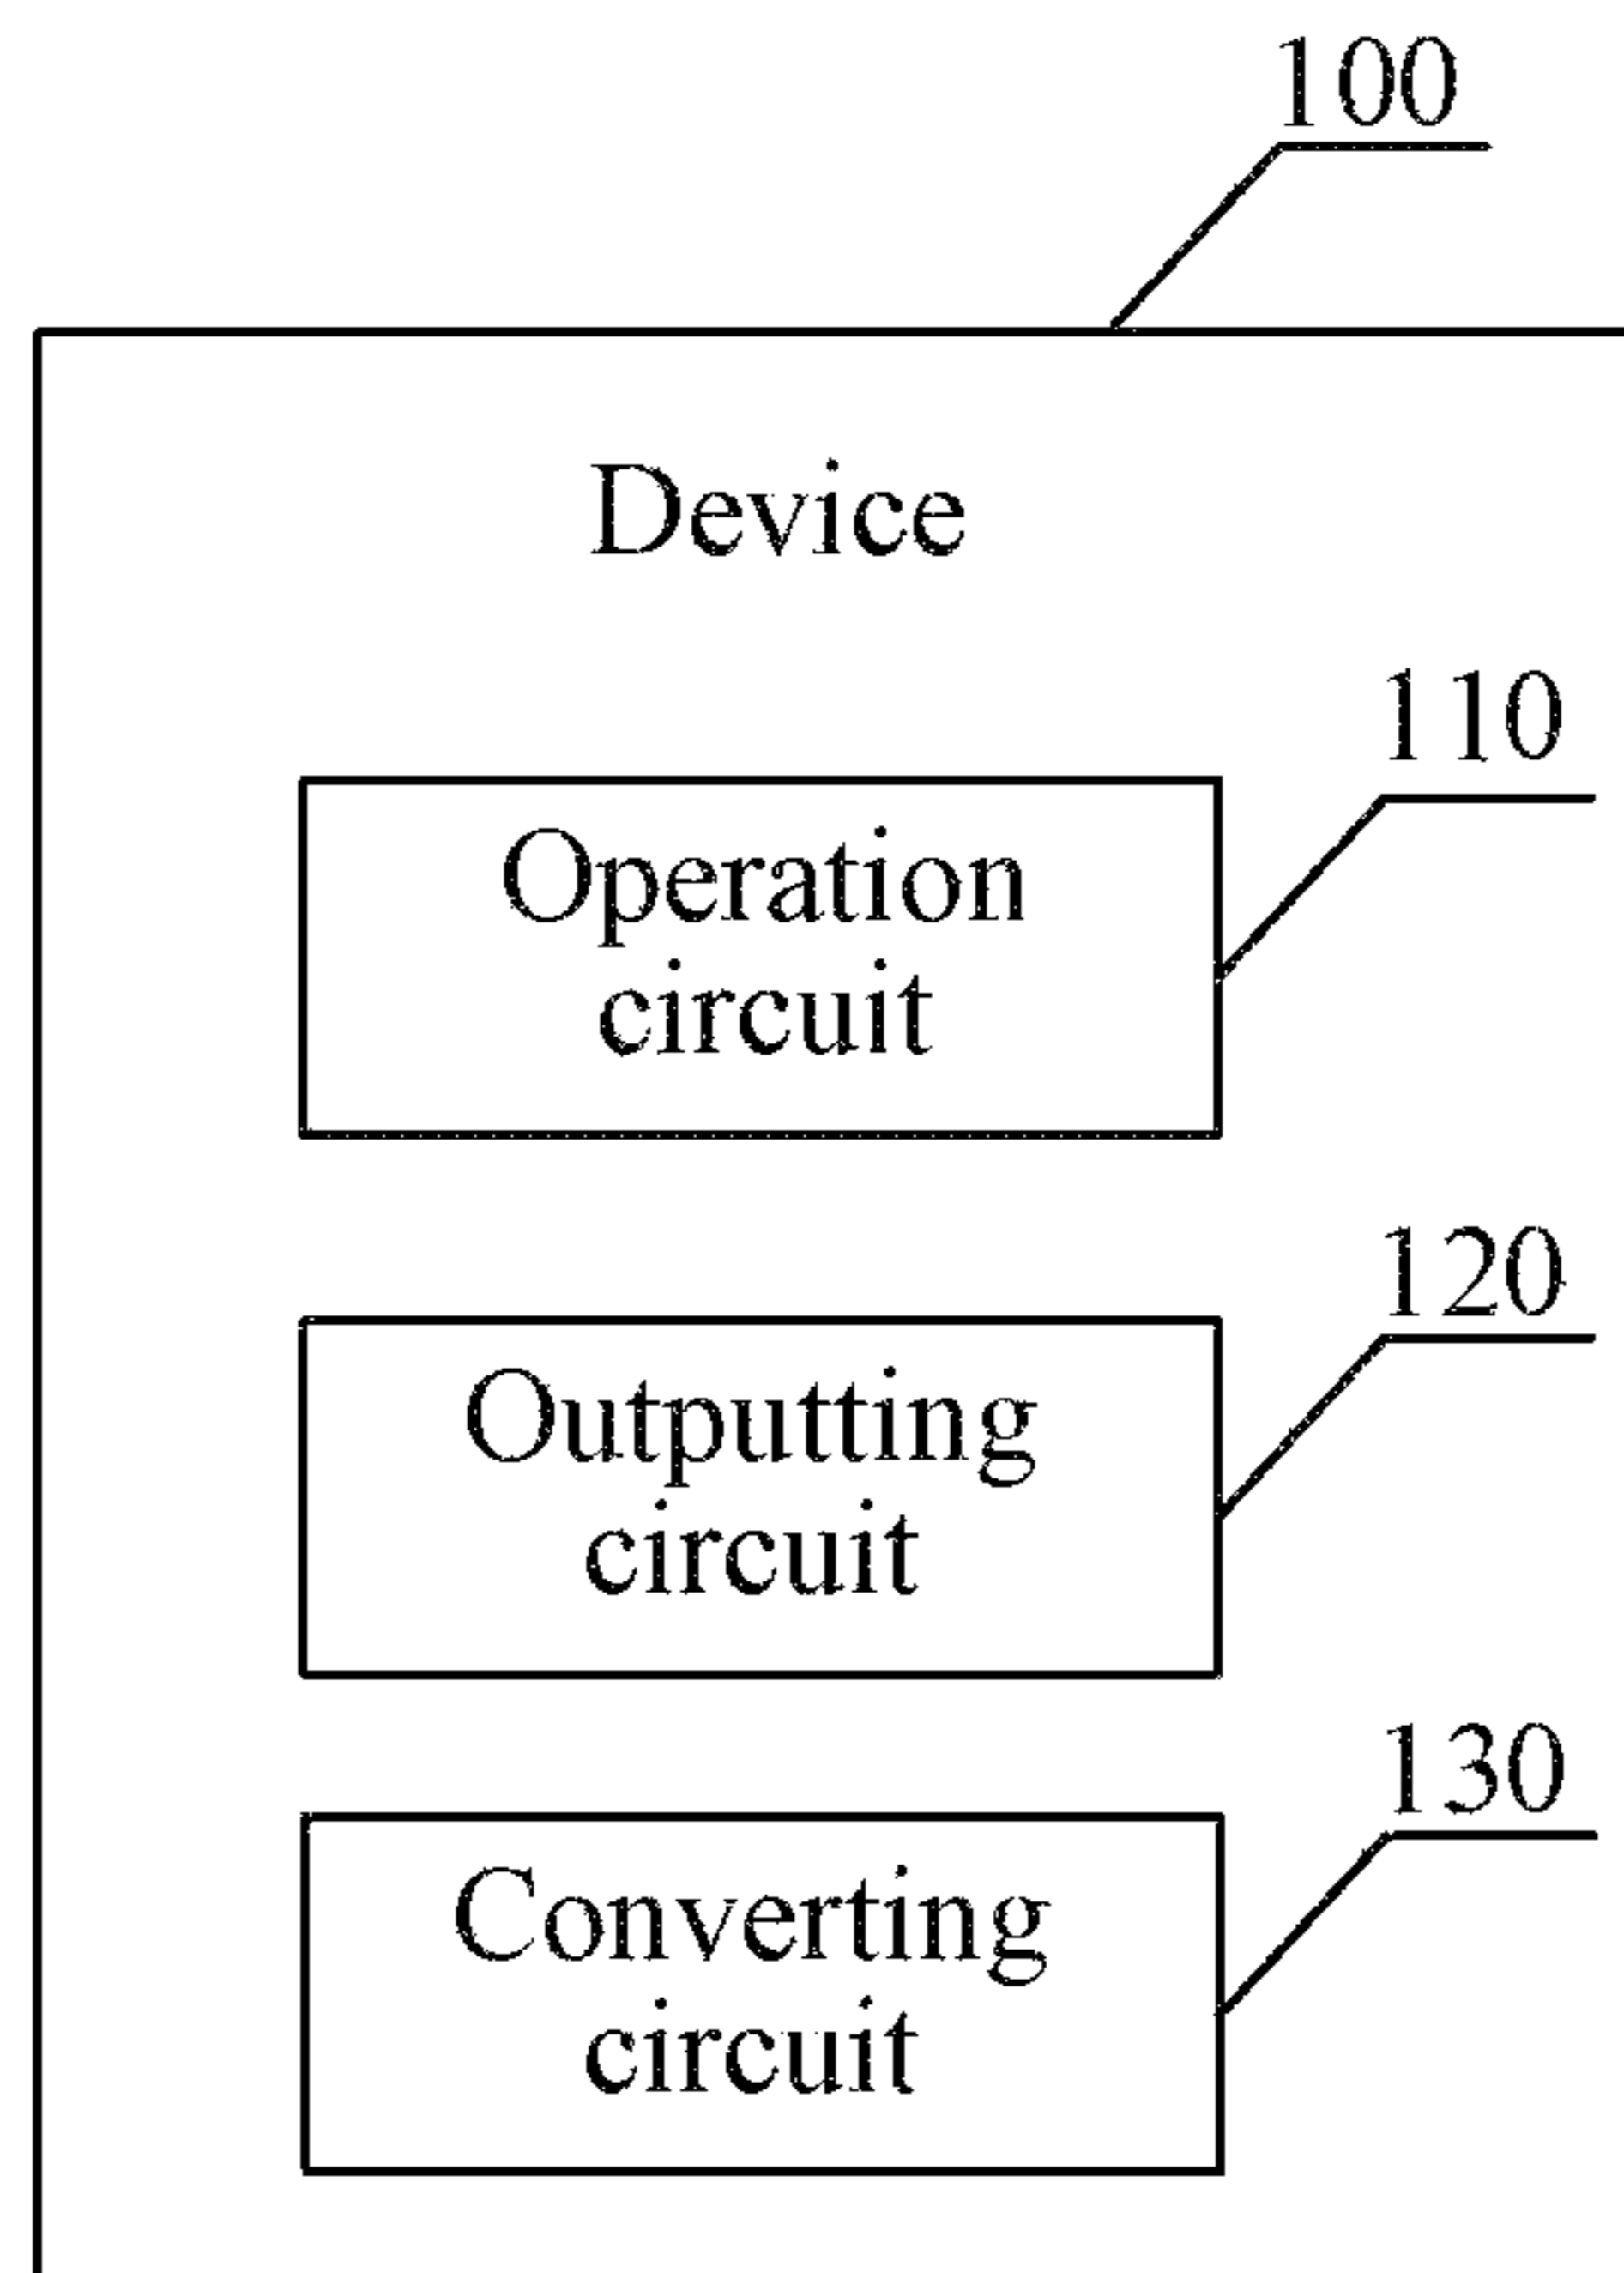 100
Device
110
Operation
circuit
120
Outputting
circuit
130
Converting
circuit